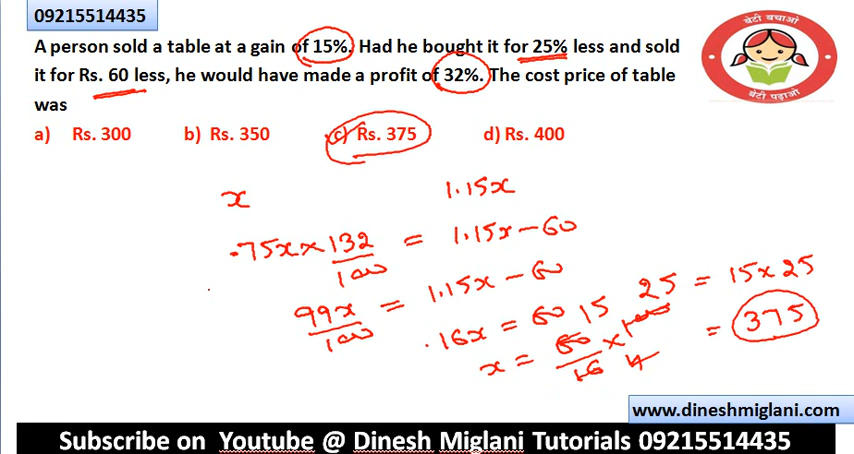 09215514435
A person sold a table at a gain of 15%. Had he bought it for 25% less and sold
it for Rs. 60 less, he would have made a profit of 32%. The cost price of table
was
a) Rs. 300 b) Rs. 350 (c) Rs. 375 d) Rs. 400
बेटी बचाओ
बेटी पढ़ाओ
x 1.15x
.75x × 132/100 = 1.15x - 60
99x/100 = 1.15x - 60
.16x = 60
x = 60/16 × 100
15 25
4
= 15 x 25
= 375
www.dineshmiglani.com
Subscribe on Youtube @ Dinesh Miglani Tutorials 09215514435